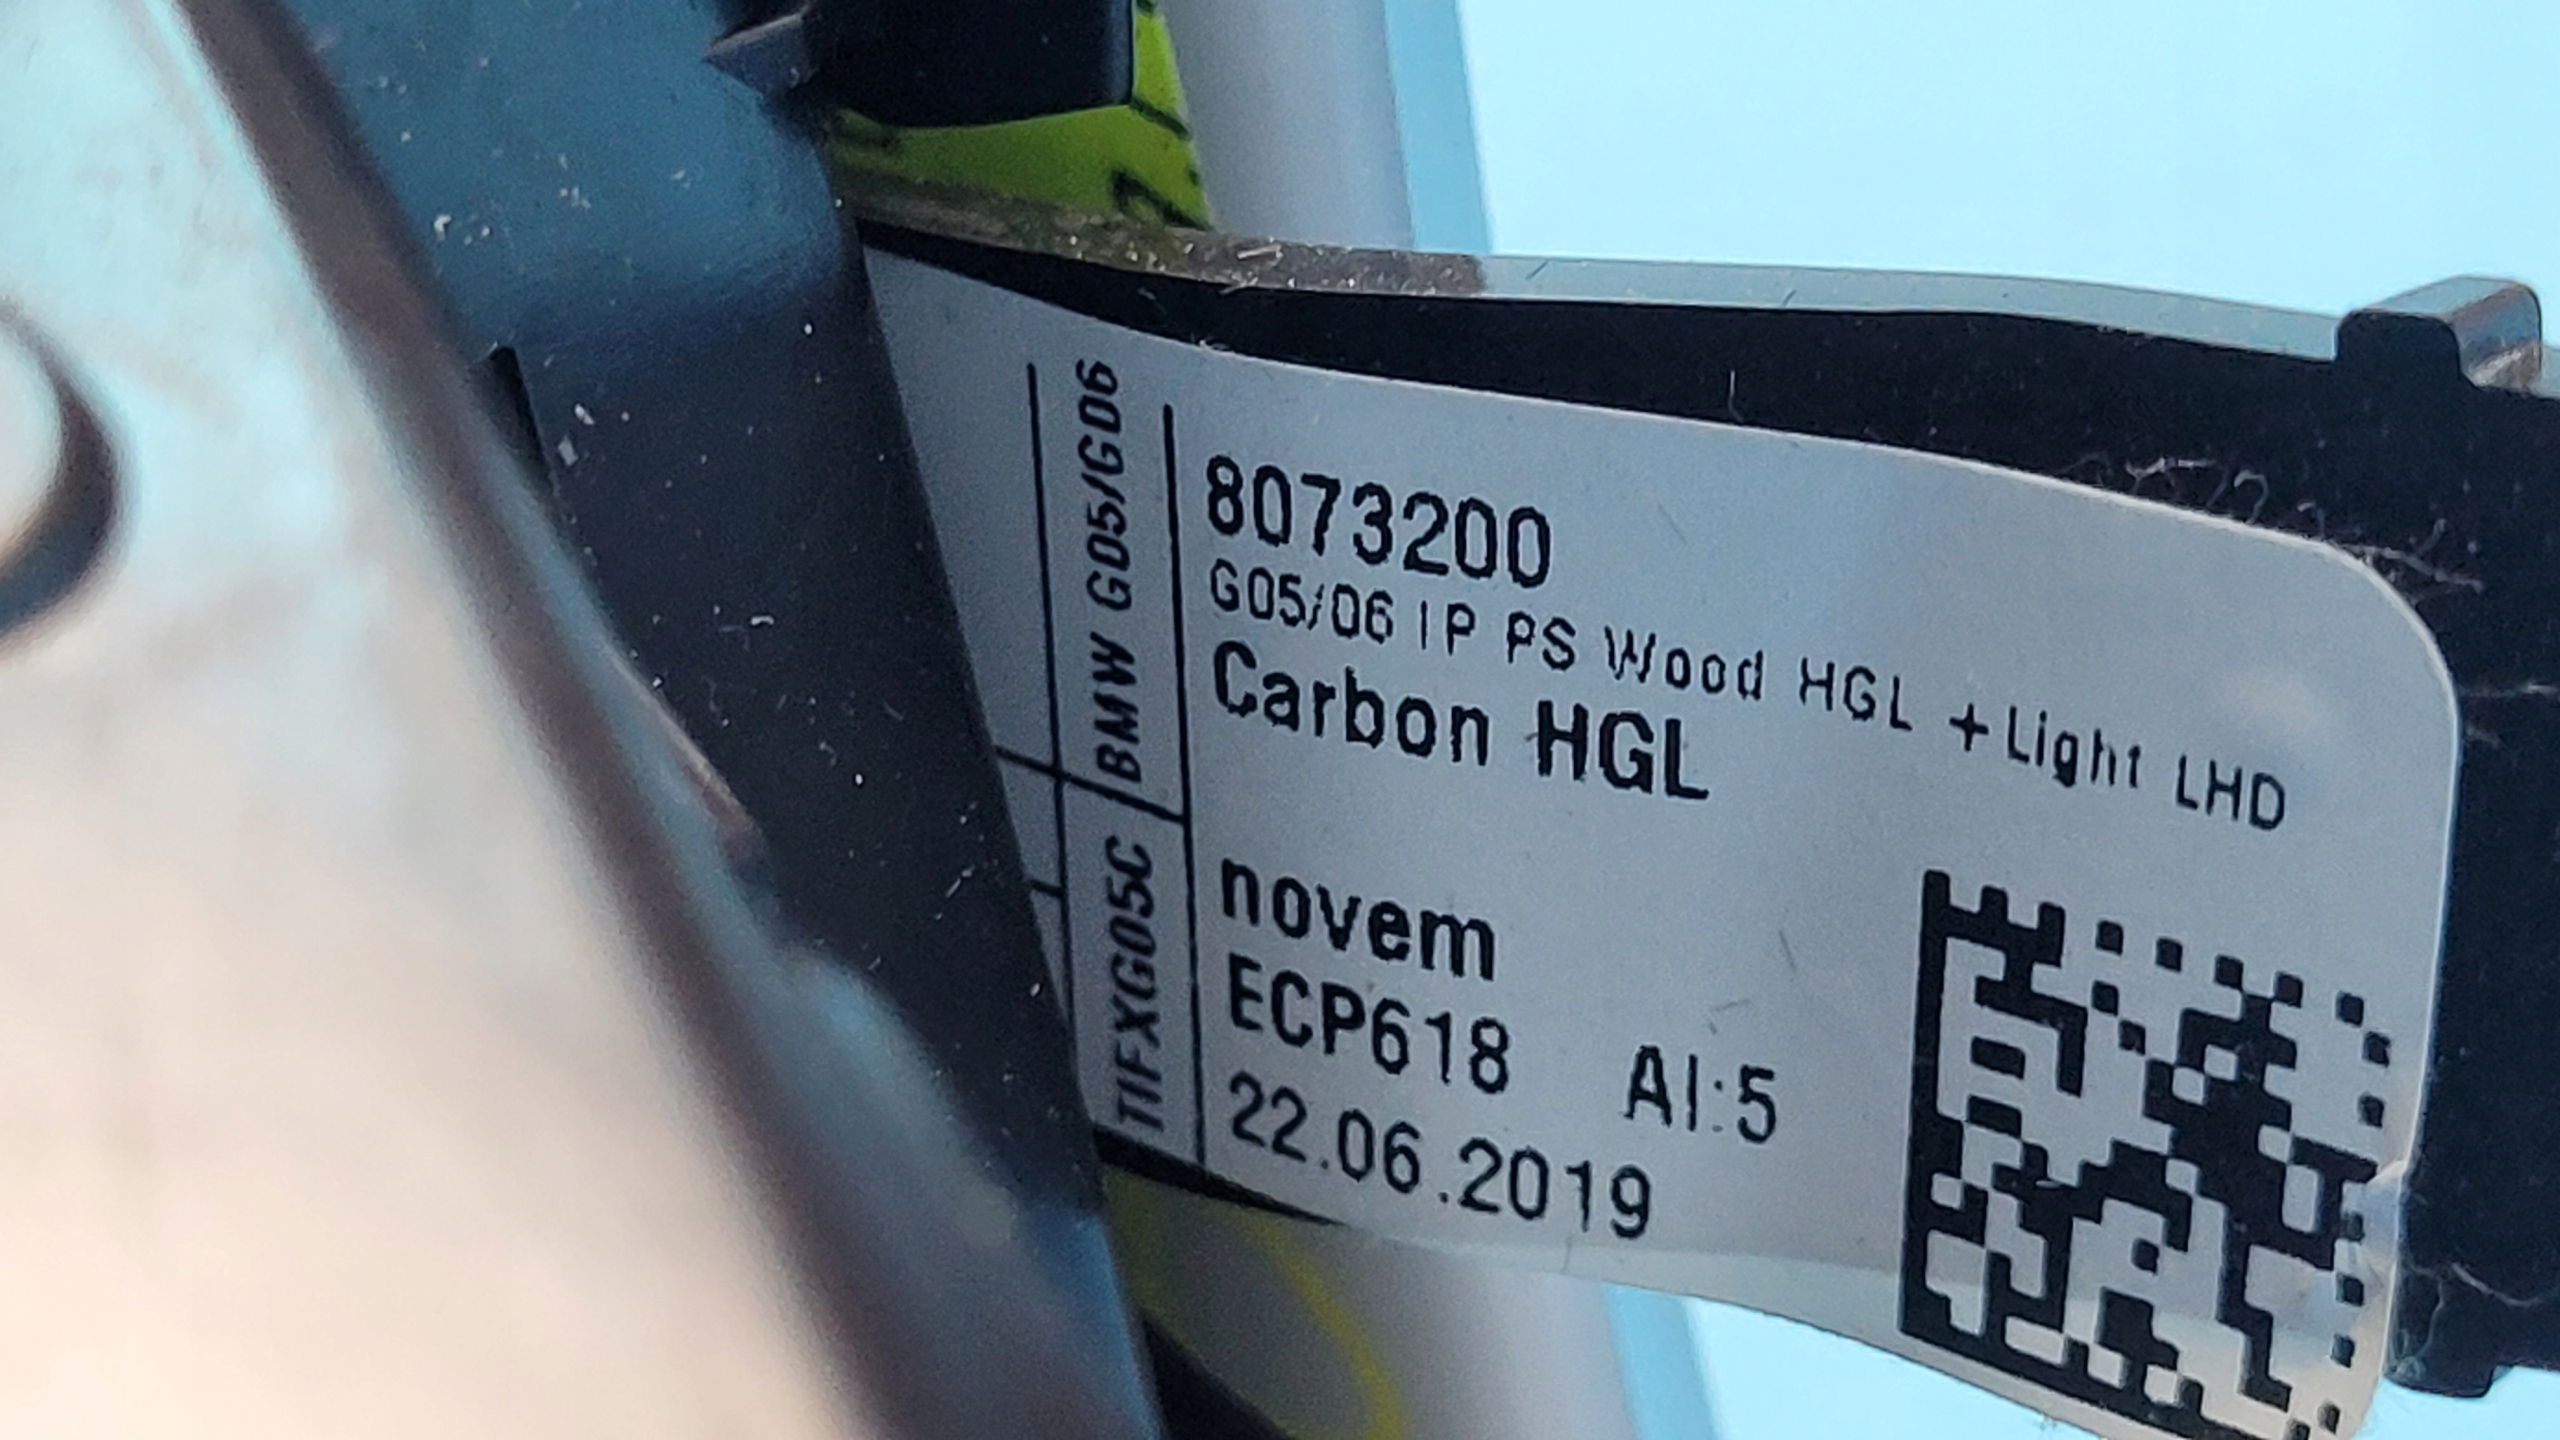 BMW G05/G06
TIFXG05C
8073200
G05/06 IP PS Wood HGL +Light LHD
Carbon HGL
novem
ECP618 AI:5
22.06.2019